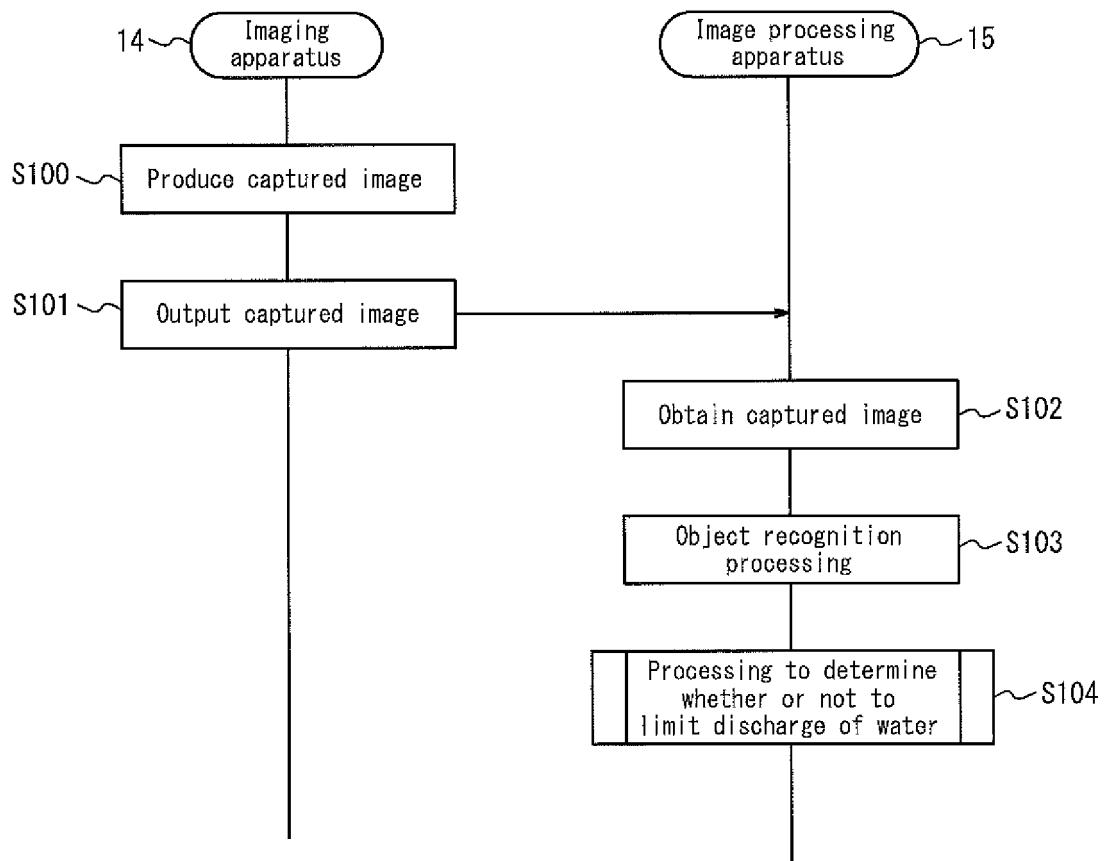 14
Imaging
apparatus
Image processing
apparatus
15
S100
Produce captured image
S101
Output captured image
Obtain captured image
S102
Object recognition
processing
S103
Processing to determine
whether or not to
limit discharge of water
S104